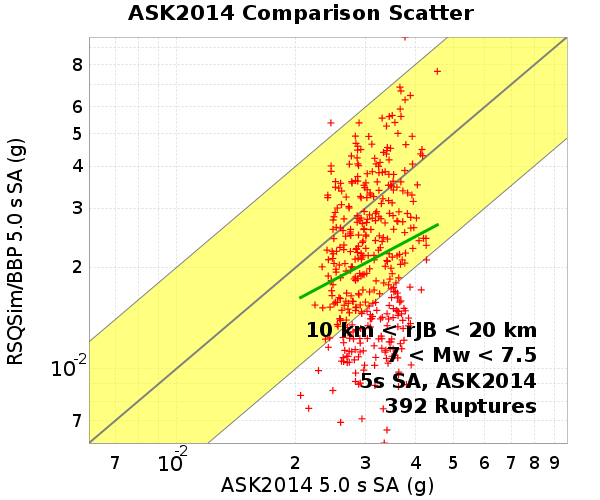 ASK2014 Comparison Scatter
RSQSim/BBP 5.0 s SA (g)
8
6
5
4
3
2
10-2
7
10 km < rJB < 20 km
7 < Mw < 7.5
5s SA, ASK2014
392 Ruptures
7 10-2 2 3 4 5 6 7 8 9
ASK2014 5.0 s SA (g)